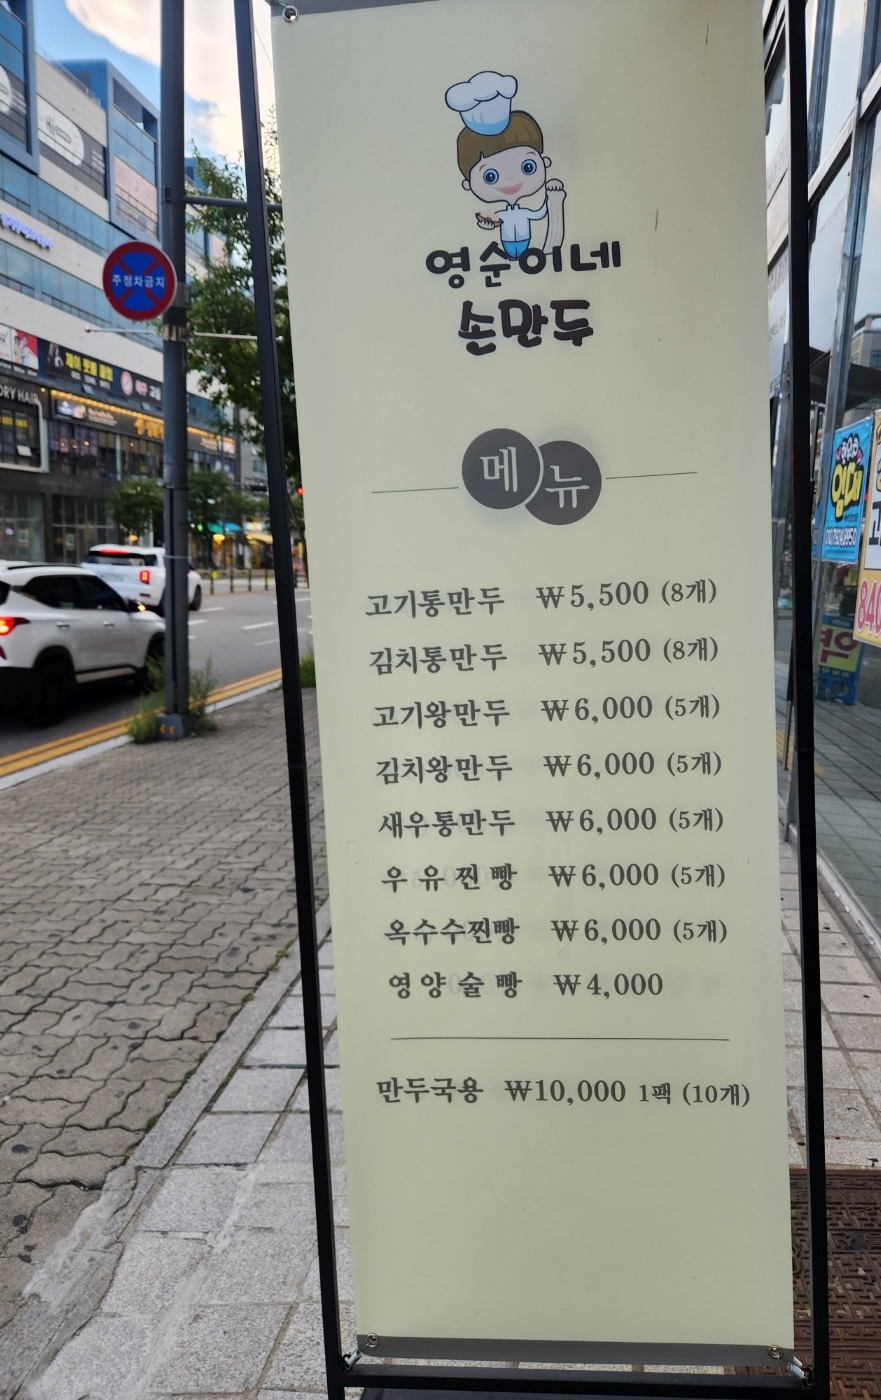 영순이네
손만두
메뉴
고기통만두 ₩5,500 (8개)
김치통만두 ₩5,500 (8개)
고기왕만두 ₩6,000 (5개)
김치왕만두 ₩6,000 (5개)
새우통만두 ₩6,000 (5개)
우유찐빵 ₩6,000 (5개)
옥수수찐빵 ₩6,000 (5개)
영양술빵 ₩4,000
만두국용 ₩10,000 1팩 (10개)
주정차금지
임대